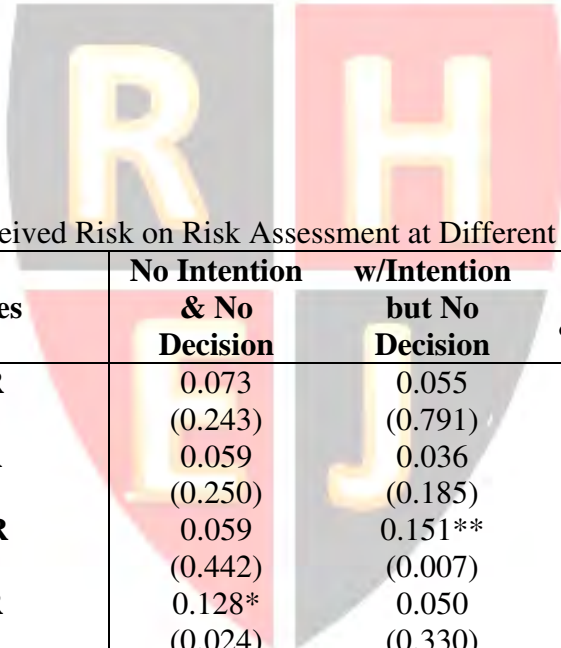 R H
eived Risk on Risk Assessment at Different
No Intention w/Intention
es & No but No
Decision Decision
R 0.073 0.055
(0.243) (0.791)
0.059 0.036
(0.250) (0.185)
R 0.059 0.151**
(0.442) (0.007)
R 0.128* 0.050
(0.024) (0.330)
E J